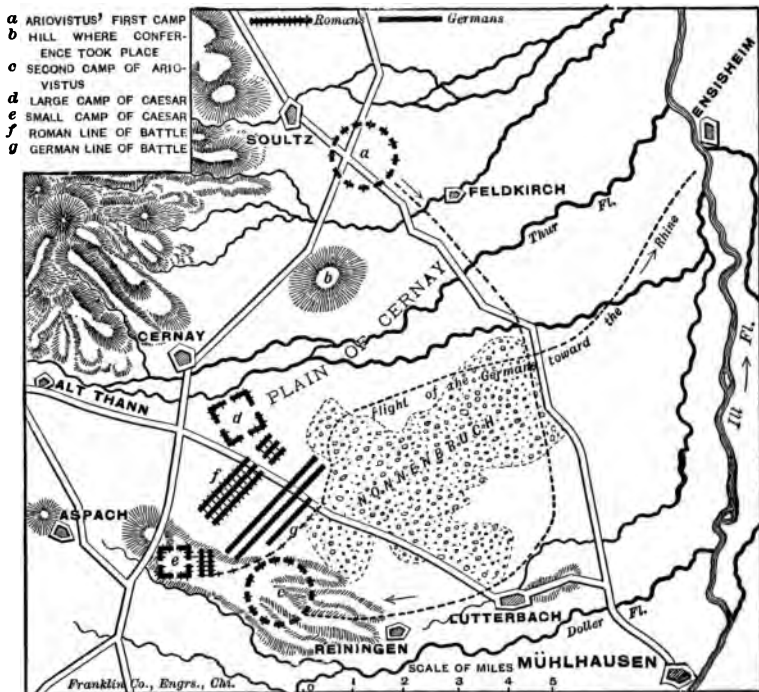 a ARIOVISTUS' FIRST CAMP
b HILL WHERE CONFER-
ENCE TOOK PLACE
c SECOND CAMP OF ARIO-
VISTUS
d LARGE CAMP OF CAESAR
e SMALL CAMP OF CAESAR
f ROMAN LINE OF BATTLE
g GERMAN LINE OF BATTLE
Romans Germans
ENSISHEIM
SOULTZ
a
FELDKIRCH
Thur Fl.
Rhine
b
PLAIN OF CERNAY
CERNAY
flight of the Germans toward the
Ill Fl.
ALT THANN
d
NONNENBRUCH
f
ASPACH
g
e
c
LUTTERBACH
Doller Fl.
REININGEN
SCALE OF MILES MÜHLHAUSEN
Franklin Co., Engrs., Chi.
0 1 2 3 4 5